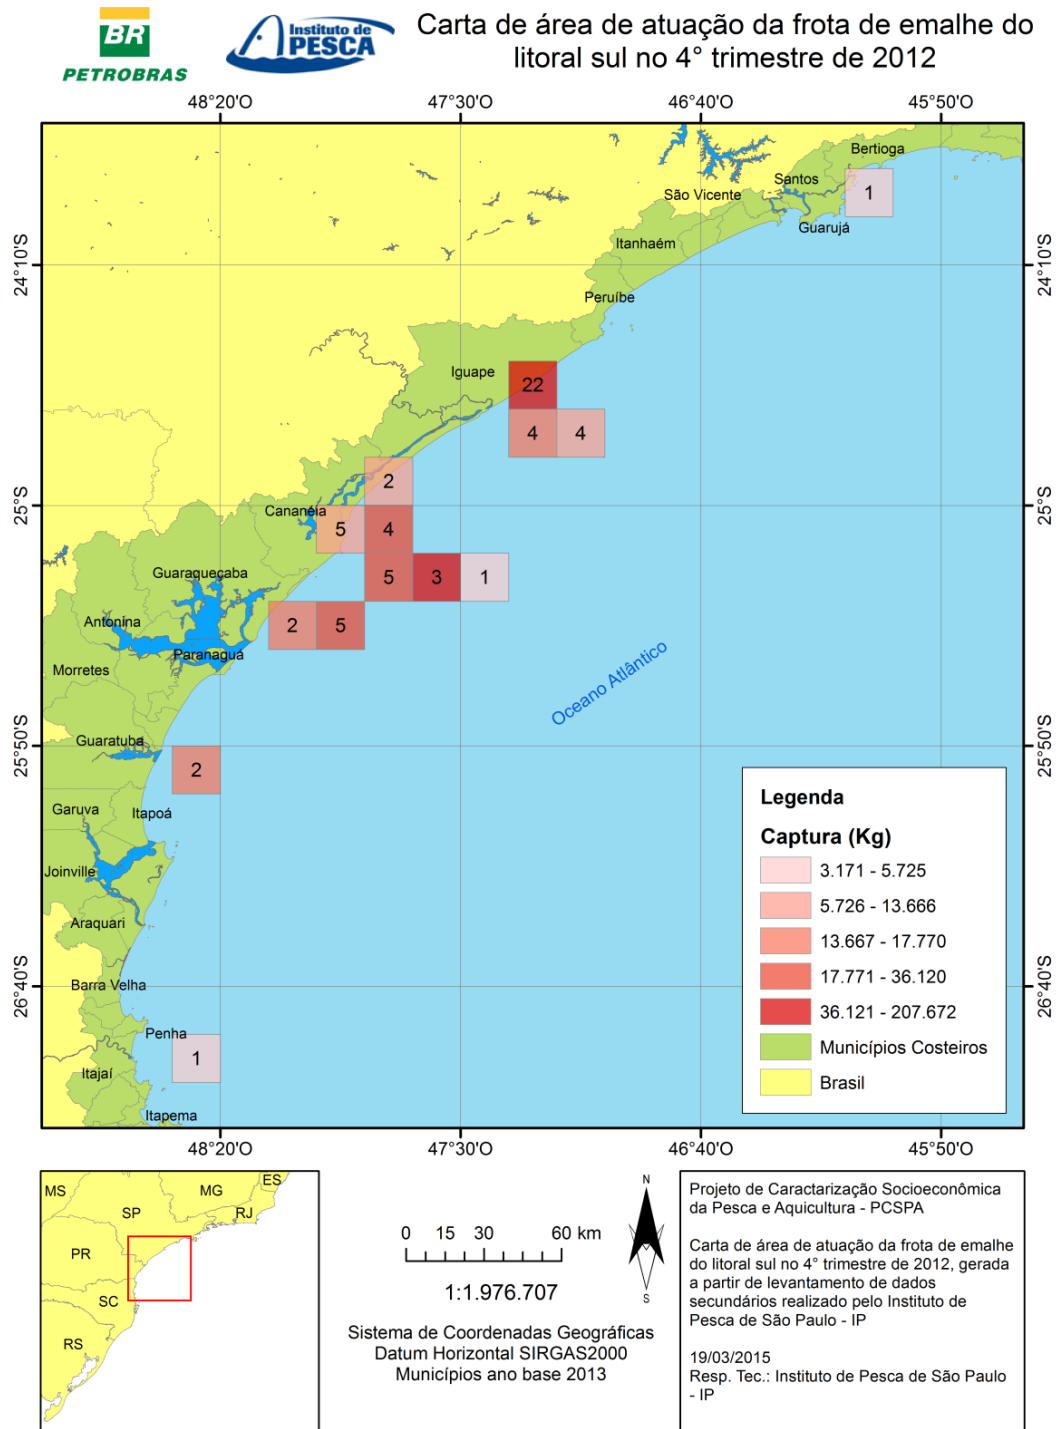 BR
PETROBRAS
Instituto de
PESCA
Carta de área de atuação da frota de emalhe do
litoral sul no 4° trimestre de 2012
48°20'O
47°30'O
46°40'O
45°50'O
Bertioga
Santos
São Vicente
1
Guarujá
Itanhaém
24°10'S
24°10'S
Peruíbe
Iguape
22
4
4
2
25°S
25°S
Cananéia
5
4
Guaraqueçaba
5
3
1
Antonina
2
5
Paranaguá
Morretes
Oceano Atlântico
Guaratuba
25°50'S
25°50'S
2
Garuva
Itapoá
Joinville
Araquari
Barra Velha
26°40'S
26°40'S
Penha
1
Itajaí
Itapema
Legenda
Captura (Kg)
3.171 - 5.725
5.726 - 13.666
13.667 - 17.770
17.771 - 36.120
36.121 - 207.672
Municípios Costeiros
Brasil
48°20'O
47°30'O
46°40'O
45°50'O
MS
MG
ES
SP
RJ
PR
SC
RS
0 15 30 60 km
1:1.976.707
N
S
Sistema de Coordenadas Geográficas
Datum Horizontal SIRGAS2000
Municípios ano base 2013
Projeto de Caractarização Socioeconômica
da Pesca e Aquicultura - PCSPA
Carta de área de atuação da frota de emalhe
do litoral sul no 4° trimestre de 2012, gerada
a partir de levantamento de dados
secundários realizado pelo Instituto de
Pesca de São Paulo - IP
19/03/2015
Resp. Tec.: Instituto de Pesca de São Paulo
- IP